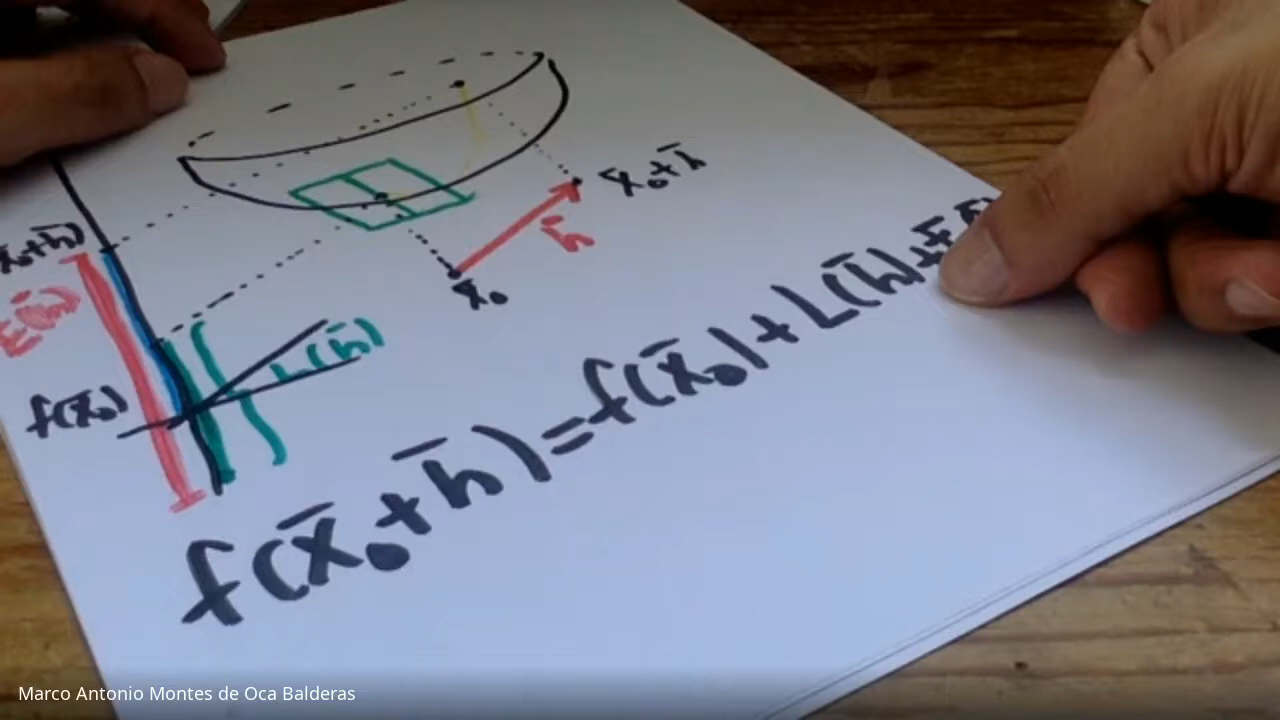 x̄₀+h̄
h̄
x̄₀+h̄)
x̄₀
E(h̄)
L(h̄)
f(x̄₀)
f(x̄₀+h̄)=f(x̄₀)+L(h̄)+
Marco Antonio Montes de Oca Balderas